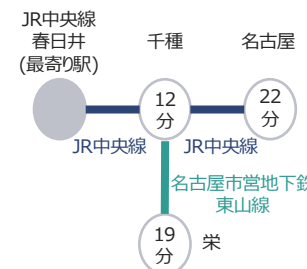 JR中央線
春日井
(最寄り駅)
千種
名古屋
12
分
22
分
JR中央線
JR中央線
名古屋市営地下鉄
東山線
19
分
栄